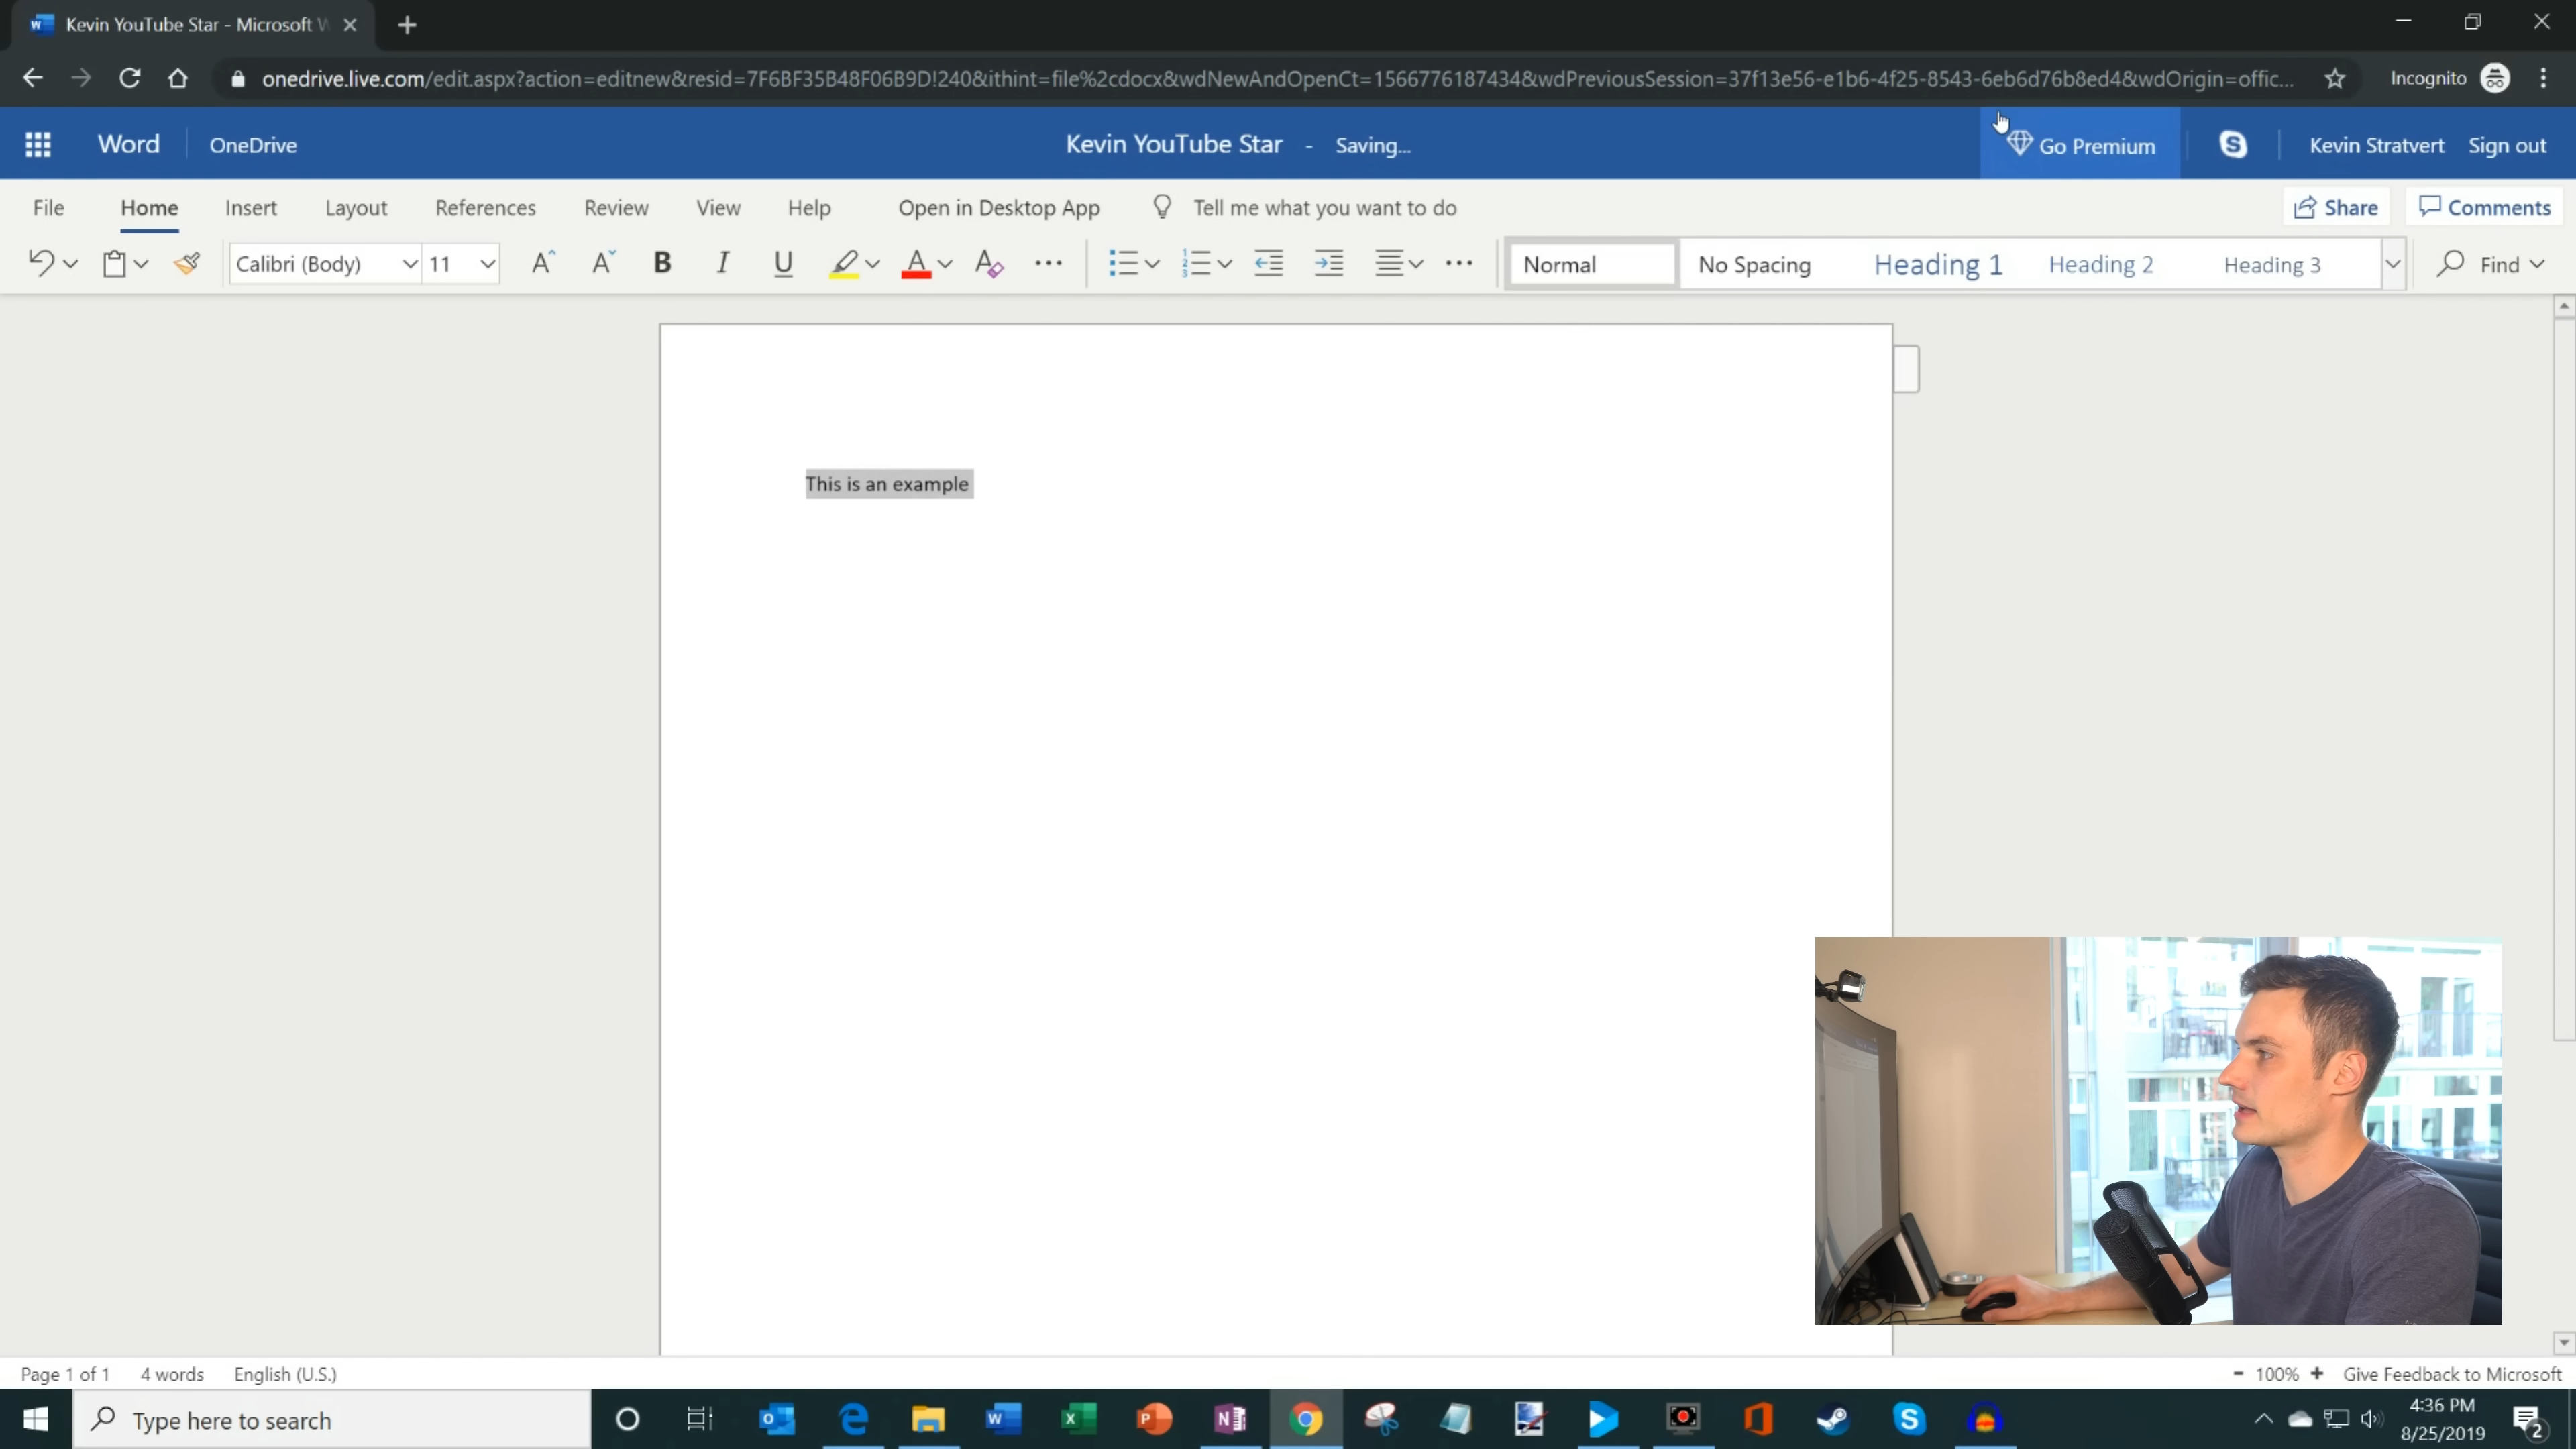 Kevin YouTube Star - Microsoft W
onedrive.live.com/edit.aspx?action=editnew&resid=7F6BF35B48F06B9D!240&ithint=file%2cdocx&wdNewAndOpenCt=1566776187434&wdPreviousSession=37f13e56-e1b6-4f25-8543-6eb6d76b8ed4&wdOrigin=offic... Incognito
Word OneDrive Kevin YouTube Star - Saving... Go Premium Kevin Stratvert Sign out
File Home Insert Layout References Review View Help Open in Desktop App Tell me what you want to do Share Comments
Calibri (Body) 11 A A B I U A A Normal No Spacing Heading 1 Heading 2 Heading 3 Find
This is an example
Page 1 of 1 4 words English (U.S.) - 100% + Give Feedback to Microsoft
Type here to search 4:36 PM
8/25/2019 2